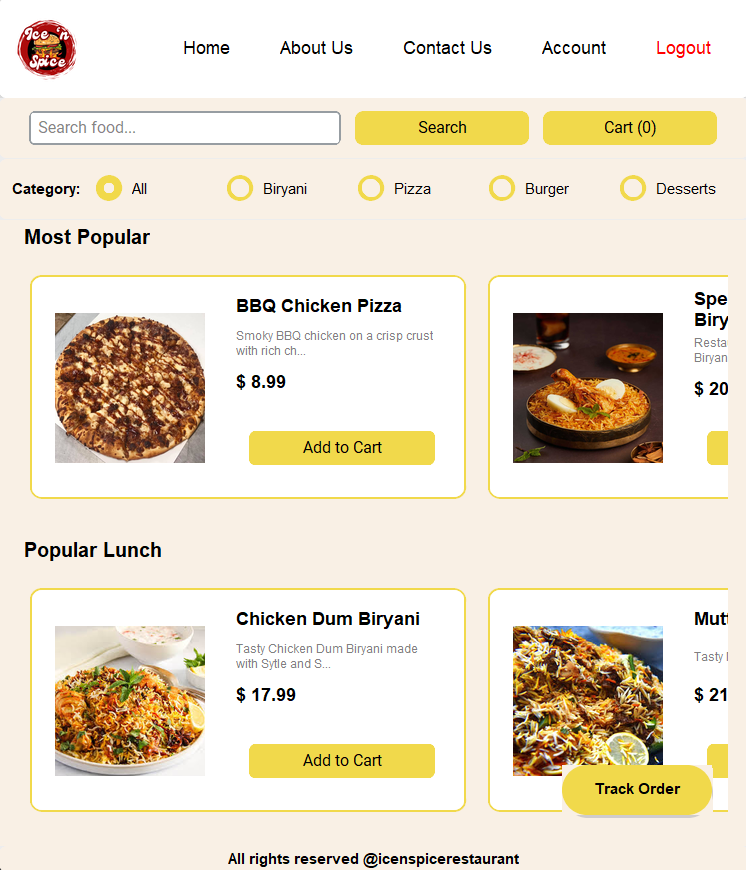 Ice 'n
Spice
Home About Us Contact Us Account Logout
Search food... Search Cart (0)
Category: All Biryani Pizza Burger Desserts
Most Popular
BBQ Chicken Pizza
Smoky BBQ chicken on a crisp crust
with rich ch...
$ 8.99
Add to Cart
Spe
Biry
Restau
Biryan
$ 20
Popular Lunch
Chicken Dum Biryani
Tasty Chicken Dum Biryani made
with Sytle and S...
$ 17.99
Add to Cart
Mutt
Tasty
$ 21
Track Order
All rights reserved @icenspicerestaurant